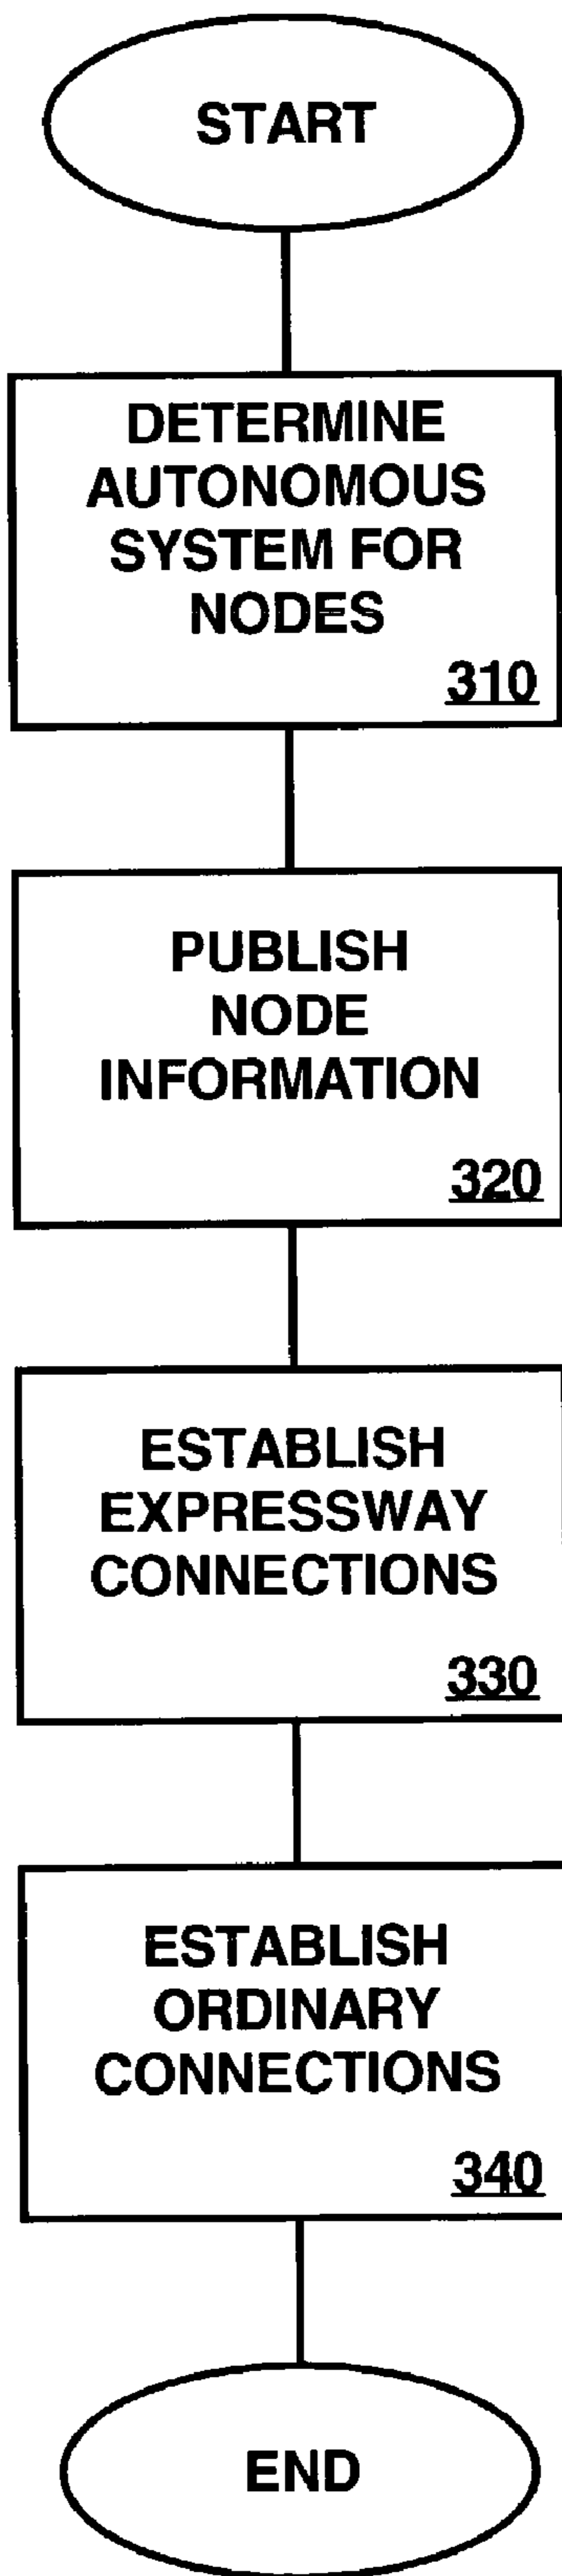 START
DETERMINE
AUTONOMOUS
SYSTEM FOR
NODES
310
PUBLISH
NODE
INFORMATION
320
ESTABLISH
EXPRESSWAY
CONNECTIONS
330
ESTABLISH
ORDINARY
CONNECTIONS
340
END